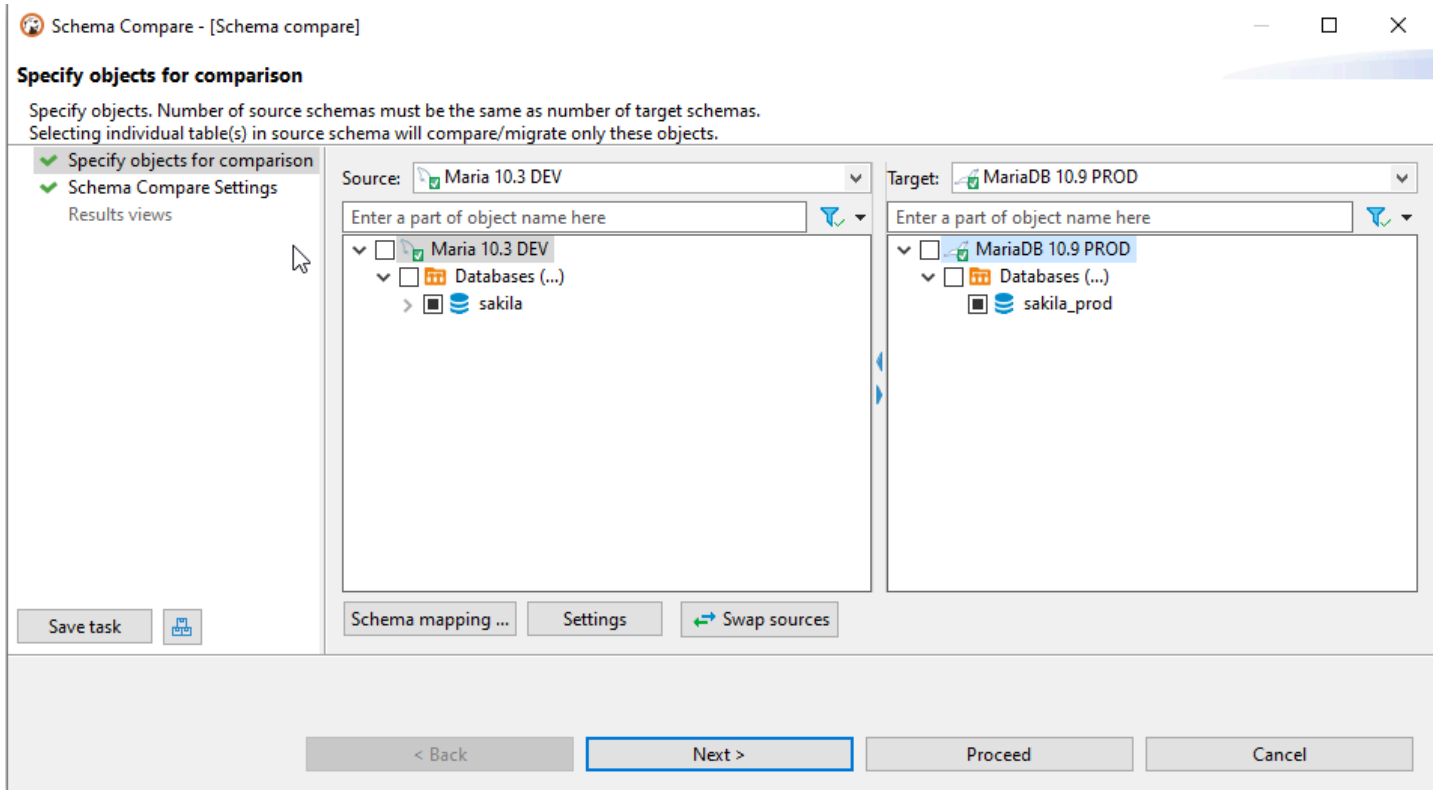 Schema Compare - [Schema compare]
Specify objects for comparison
Specify objects. Number of source schemas must be the same as number of target schemas.
Selecting individual table(s) in source schema will compare/migrate only these objects.
Specify objects for comparison
Schema Compare Settings
Results views
Source:
Maria 10.3 DEV
Enter a part of object name here
Maria 10.3 DEV
Databases (...)
sakila
Target:
MariaDB 10.9 PROD
Enter a part of object name here
MariaDB 10.9 PROD
Databases (...)
sakila_prod
Save task
Schema mapping ...
Settings
Swap sources
< Back
Next >
Proceed
Cancel